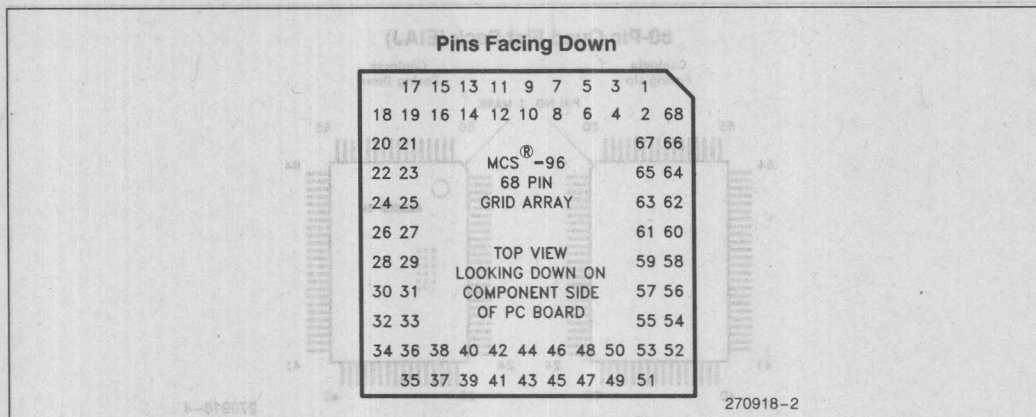 Pins Facing Down
17 15 13 11 9 7 5 3 1
18 19 16 14 12 10 8 6 4 2 68
20 21 67 66
22 23 MCS®-96 65 64
68 PIN
24 25 GRID ARRAY 63 62
26 27 61 60
28 29 TOP VIEW 59 58
LOOKING DOWN ON
30 31 COMPONENT SIDE 57 56
OF PC BOARD
32 33 55 54
34 36 38 40 42 44 46 48 50 53 52
35 37 39 41 43 45 47 49 51
270918-2